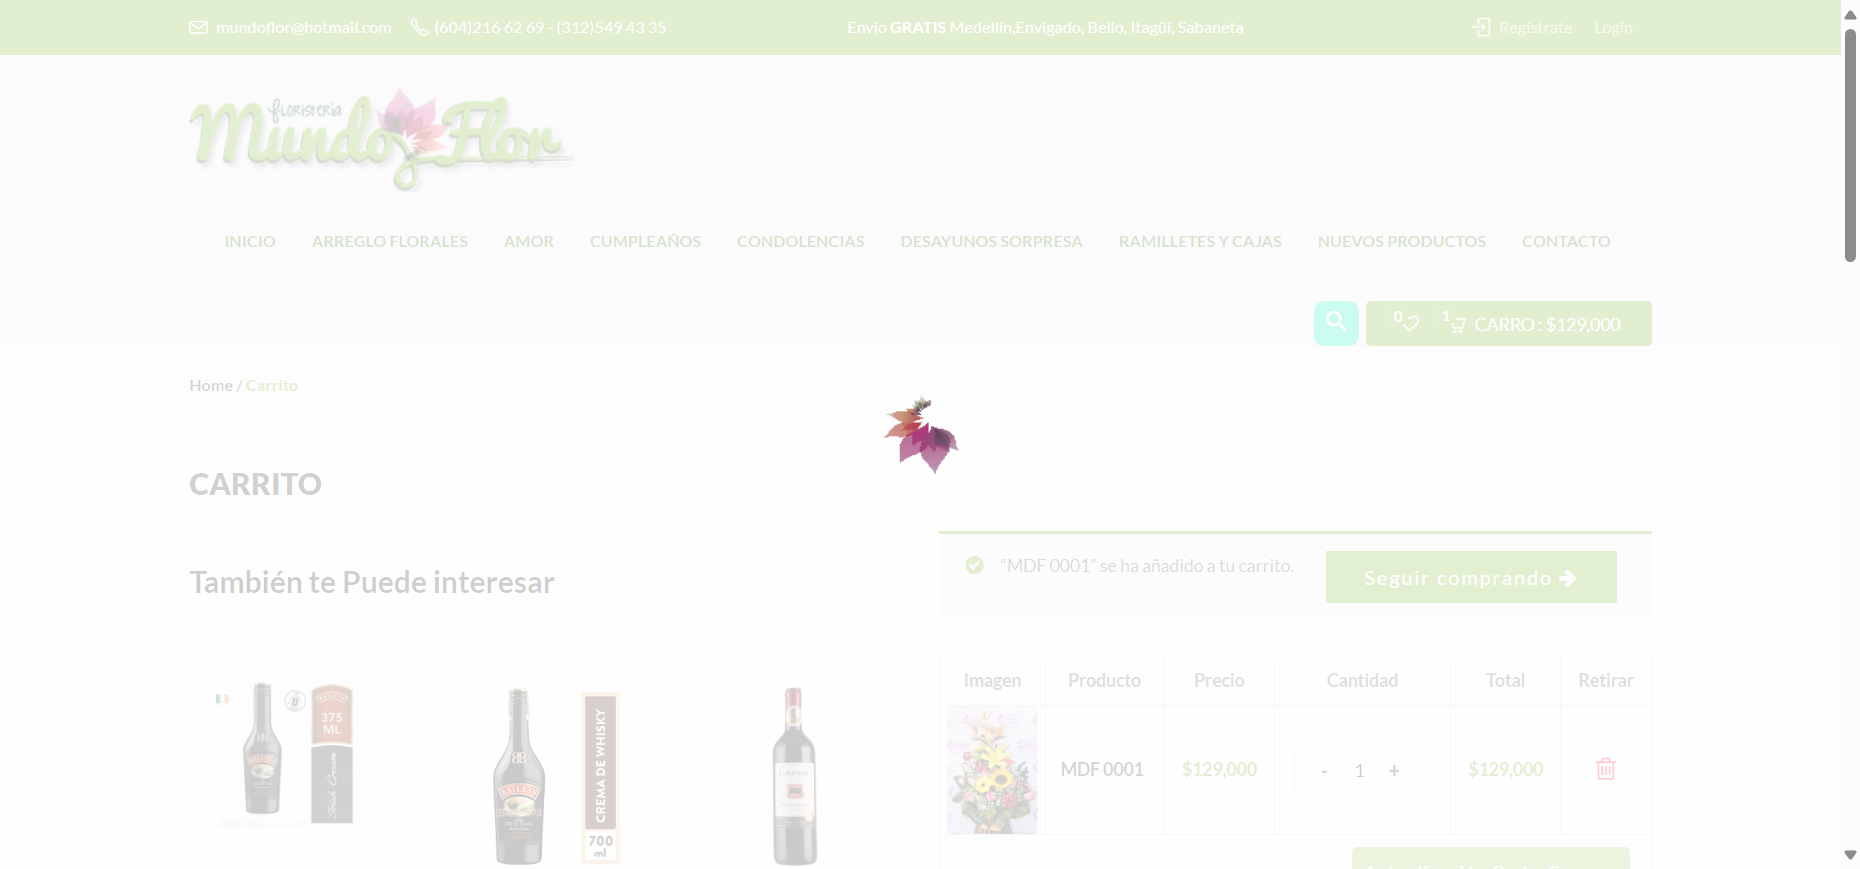 mundoflor@hotmail.com (604)216 62 69 - (312)549 43 35 Envio GRATIS Medellín,Envigado, Bello, Itagüí, Sabaneta Regístrate Login
floristería
Mundo Flor
INICIO ARREGLO FLORALES AMOR CUMPLEAÑOS CONDOLENCIAS DESAYUNOS SORPRESA RAMILLETES Y CAJAS NUEVOS PRODUCTOS CONTACTO
0 1 CARRO : $129,000
Home / Carrito
CARRITO
También te Puede interesar
“MDF 0001” se ha añadido a tu carrito. Seguir comprando
Imagen Producto Precio Cantidad Total Retirar
MDF 0001 $129,000 - 1 + $129,000
375
ML
Irish Cream
BAILEYS
CREMA DE WHISKY
700
ml